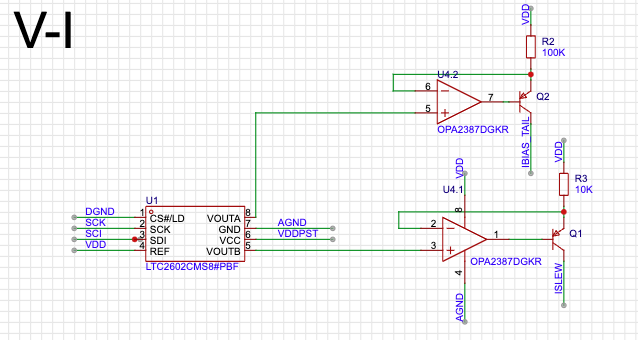 V-I
VDD
R2
100K
U4.2
6
7
5
Q2
OPA2387DGKR
IBIAS_TAIL
VDD
VDD
R3
10K
U4.1
8
2
1
3
Q1
OPA2387DGKR
4
ISLEW
AGND
U1
DGND 1 CS#/LD VOUTA 8
SCK 2 SCK GND 7 AGND
SCI 3 SDI VCC 6 VDDPST
VDD 4 REF VOUTB 5
LTC2602CMS8#PBF